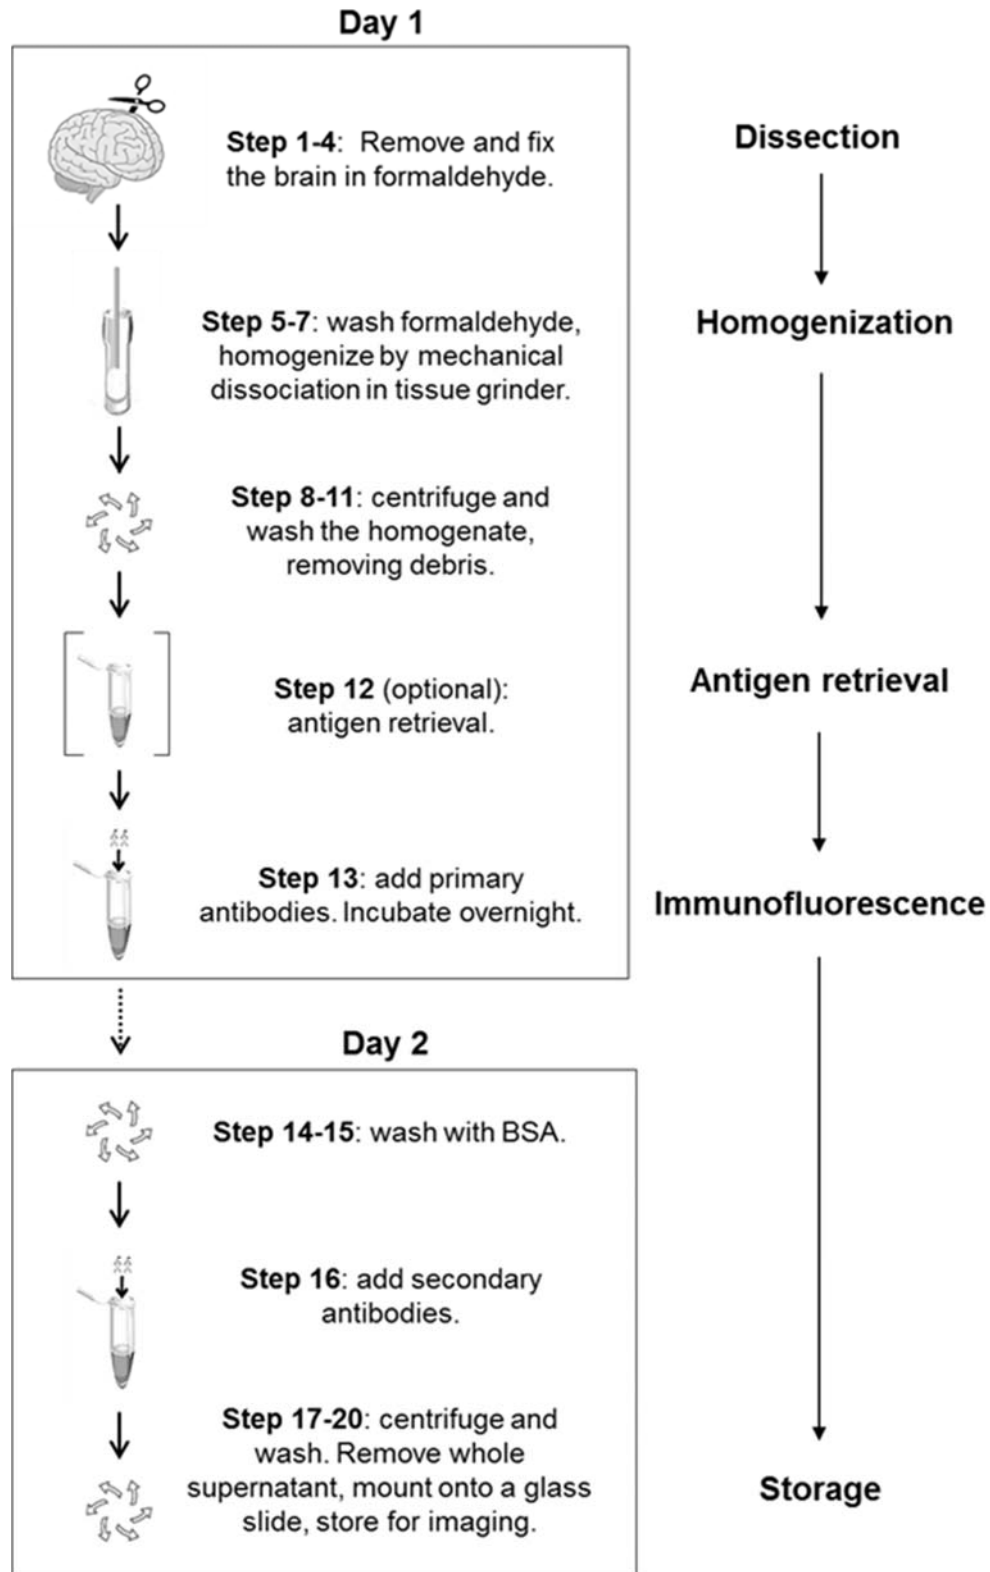 Day 1
Step 1-4: Remove and fix
the brain in formaldehyde.
Dissection
Step 5-7: wash formaldehyde,
homogenize by mechanical
dissociation in tissue grinder.
Homogenization
Step 8-11: centrifuge and
wash the homogenate,
removing debris.
Step 12 (optional):
antigen retrieval.
Antigen retrieval
Step 13: add primary
antibodies. Incubate overnight.
Immunofluorescence
Day 2
Step 14-15: wash with BSA.
Step 16: add secondary
antibodies.
Step 17-20: centrifuge and
wash. Remove whole
supernatant, mount onto a glass
slide, store for imaging.
Storage